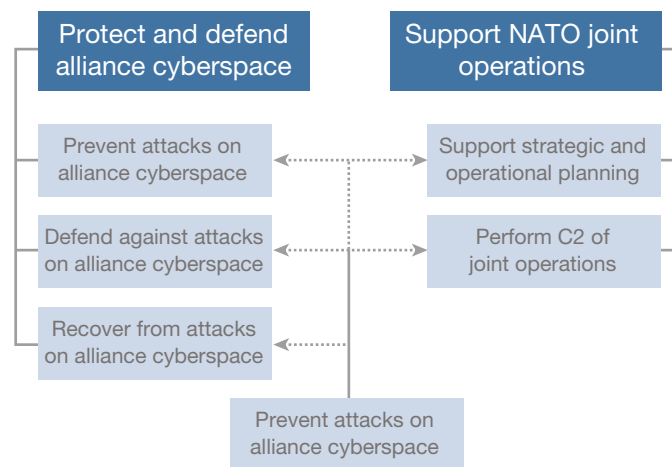 Protect and defend
alliance cyberspace
Support NATO joint
operations
Prevent attacks on
alliance cyberspace
Support strategic and
operational planning
Defend against attacks
on alliance cyberspace
Perform C2 of
joint operations
Recover from attacks
on alliance cyberspace
Prevent attacks on
alliance cyberspace